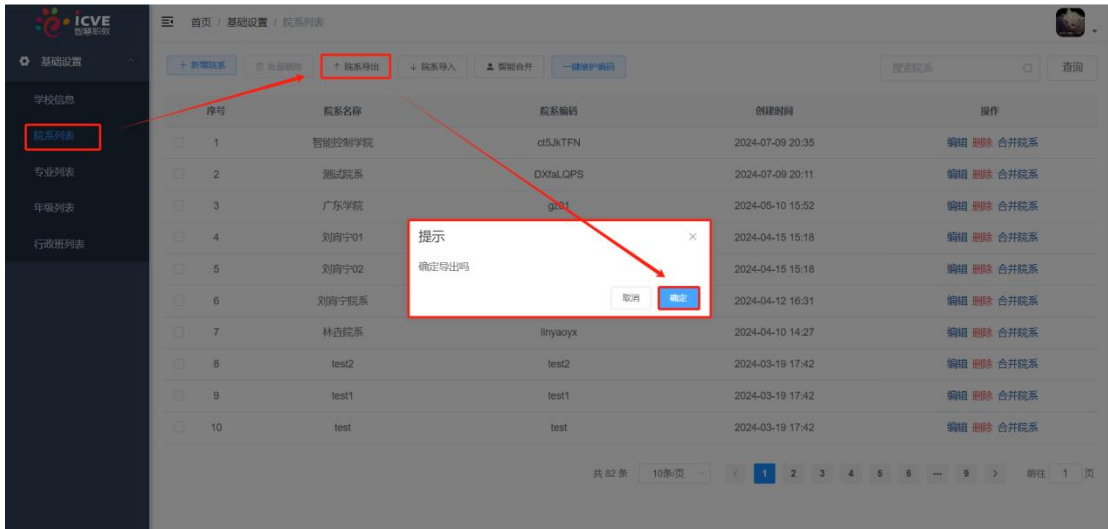 iCVE
智慧职教
首页 / 基础设置 / 院系列表
基础设置
学校信息
院系列表
专业列表
年级列表
行政班列表
+ 新增院系 批量删除 ↑ 院系导出 ↓ 院系导入 智能合并 一键维护编码 搜索院系 查询
序号 院系名称 院系编码 创建时间 操作
1 智能控制学院 ct5JkTFN 2024-07-09 20:35 编辑 删除 合并院系
2 测试院系 DXfaLQPS 2024-07-09 20:11 编辑 删除 合并院系
3 广东学院 gz01 2024-05-10 15:52 编辑 删除 合并院系
4 刘宵宁01 2024-04-15 15:18 编辑 删除 合并院系
5 刘宵宁02 2024-04-15 15:18 编辑 删除 合并院系
6 刘宵宁院系 2024-04-12 16:31 编辑 删除 合并院系
提示
确定导出吗
取消 确定
7 林垚院系 linyaoyx 2024-04-10 14:27 编辑 删除 合并院系
8 test2 test2 2024-03-19 17:42 编辑 删除 合并院系
9 test1 test1 2024-03-19 17:42 编辑 删除 合并院系
10 test test 2024-03-19 17:42 编辑 删除 合并院系
共 82 条 10条/页 < 1 2 3 4 5 6 ··· 9 > 前往 1 页